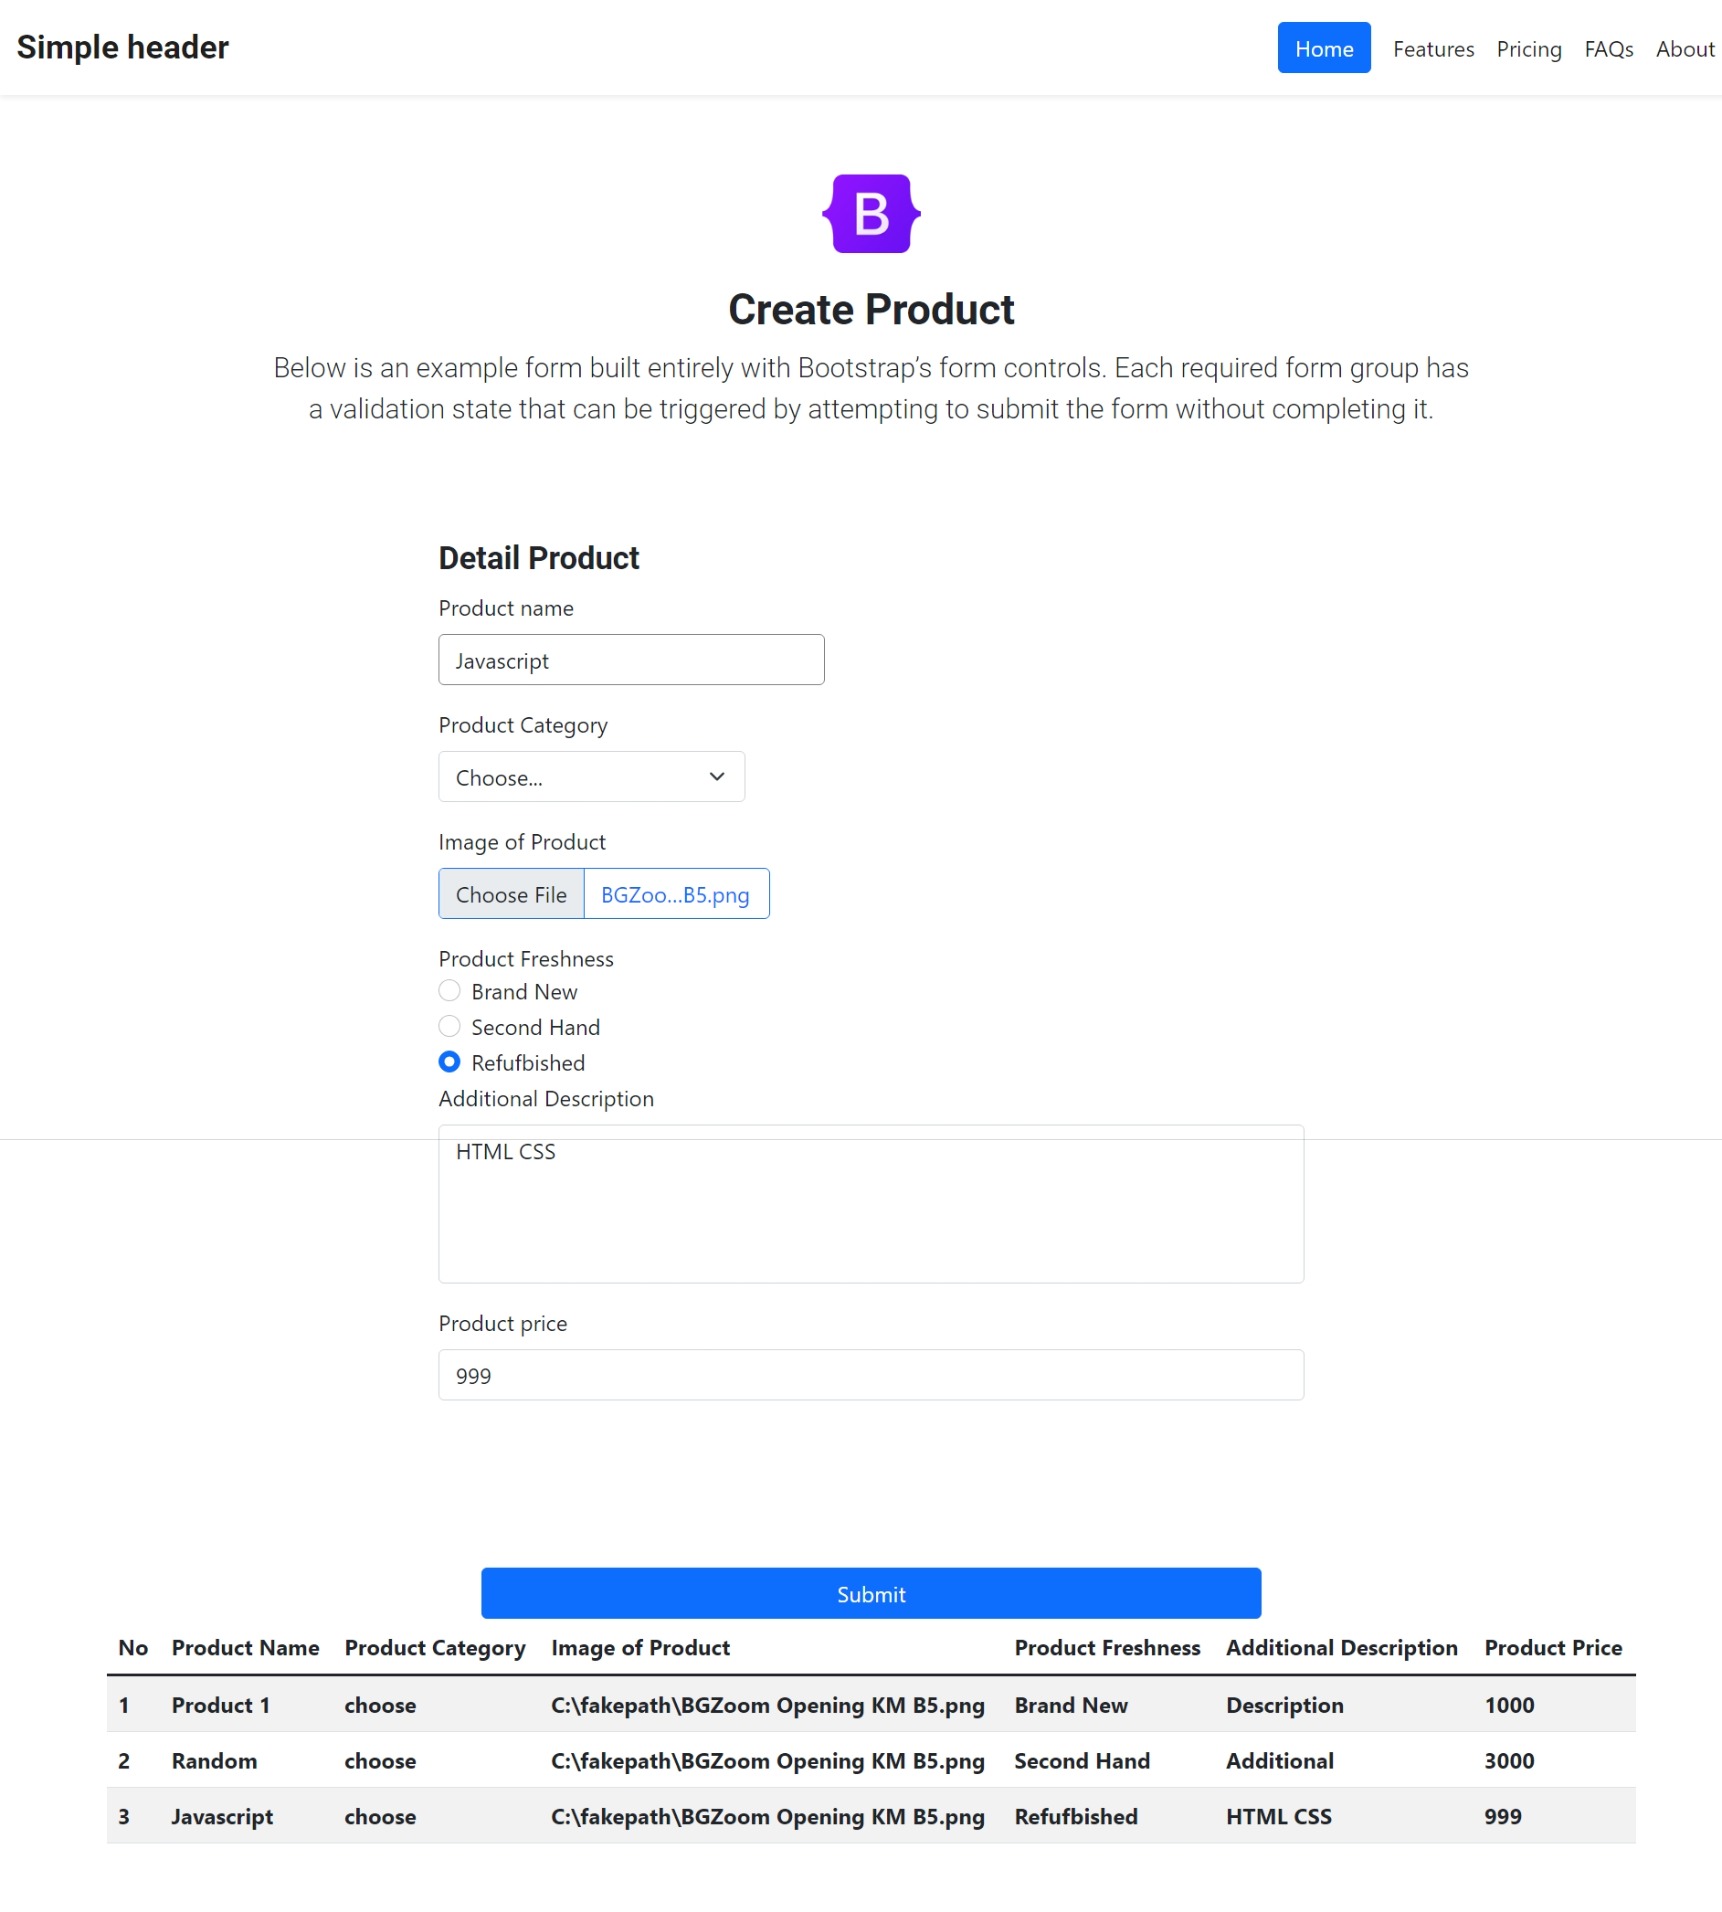 Simple header
Home Features Pricing FAQs About
B
Create Product
Below is an example form built entirely with Bootstrap’s form controls. Each required form group has
a validation state that can be triggered by attempting to submit the form without completing it.
Detail Product
Product name
Javascript
Product Category
Choose...
Image of Product
Choose File BGZoo...B5.png
Product Freshness
Brand New
Second Hand
Refufbished
Additional Description
HTML CSS
Product price
999
Submit
No Product Name Product Category Image of Product Product Freshness Additional Description Product Price
1 Product 1 choose C:\fakepath\BGZoom Opening KM B5.png Brand New Description 1000
2 Random choose C:\fakepath\BGZoom Opening KM B5.png Second Hand Additional 3000
3 Javascript choose C:\fakepath\BGZoom Opening KM B5.png Refufbished HTML CSS 999